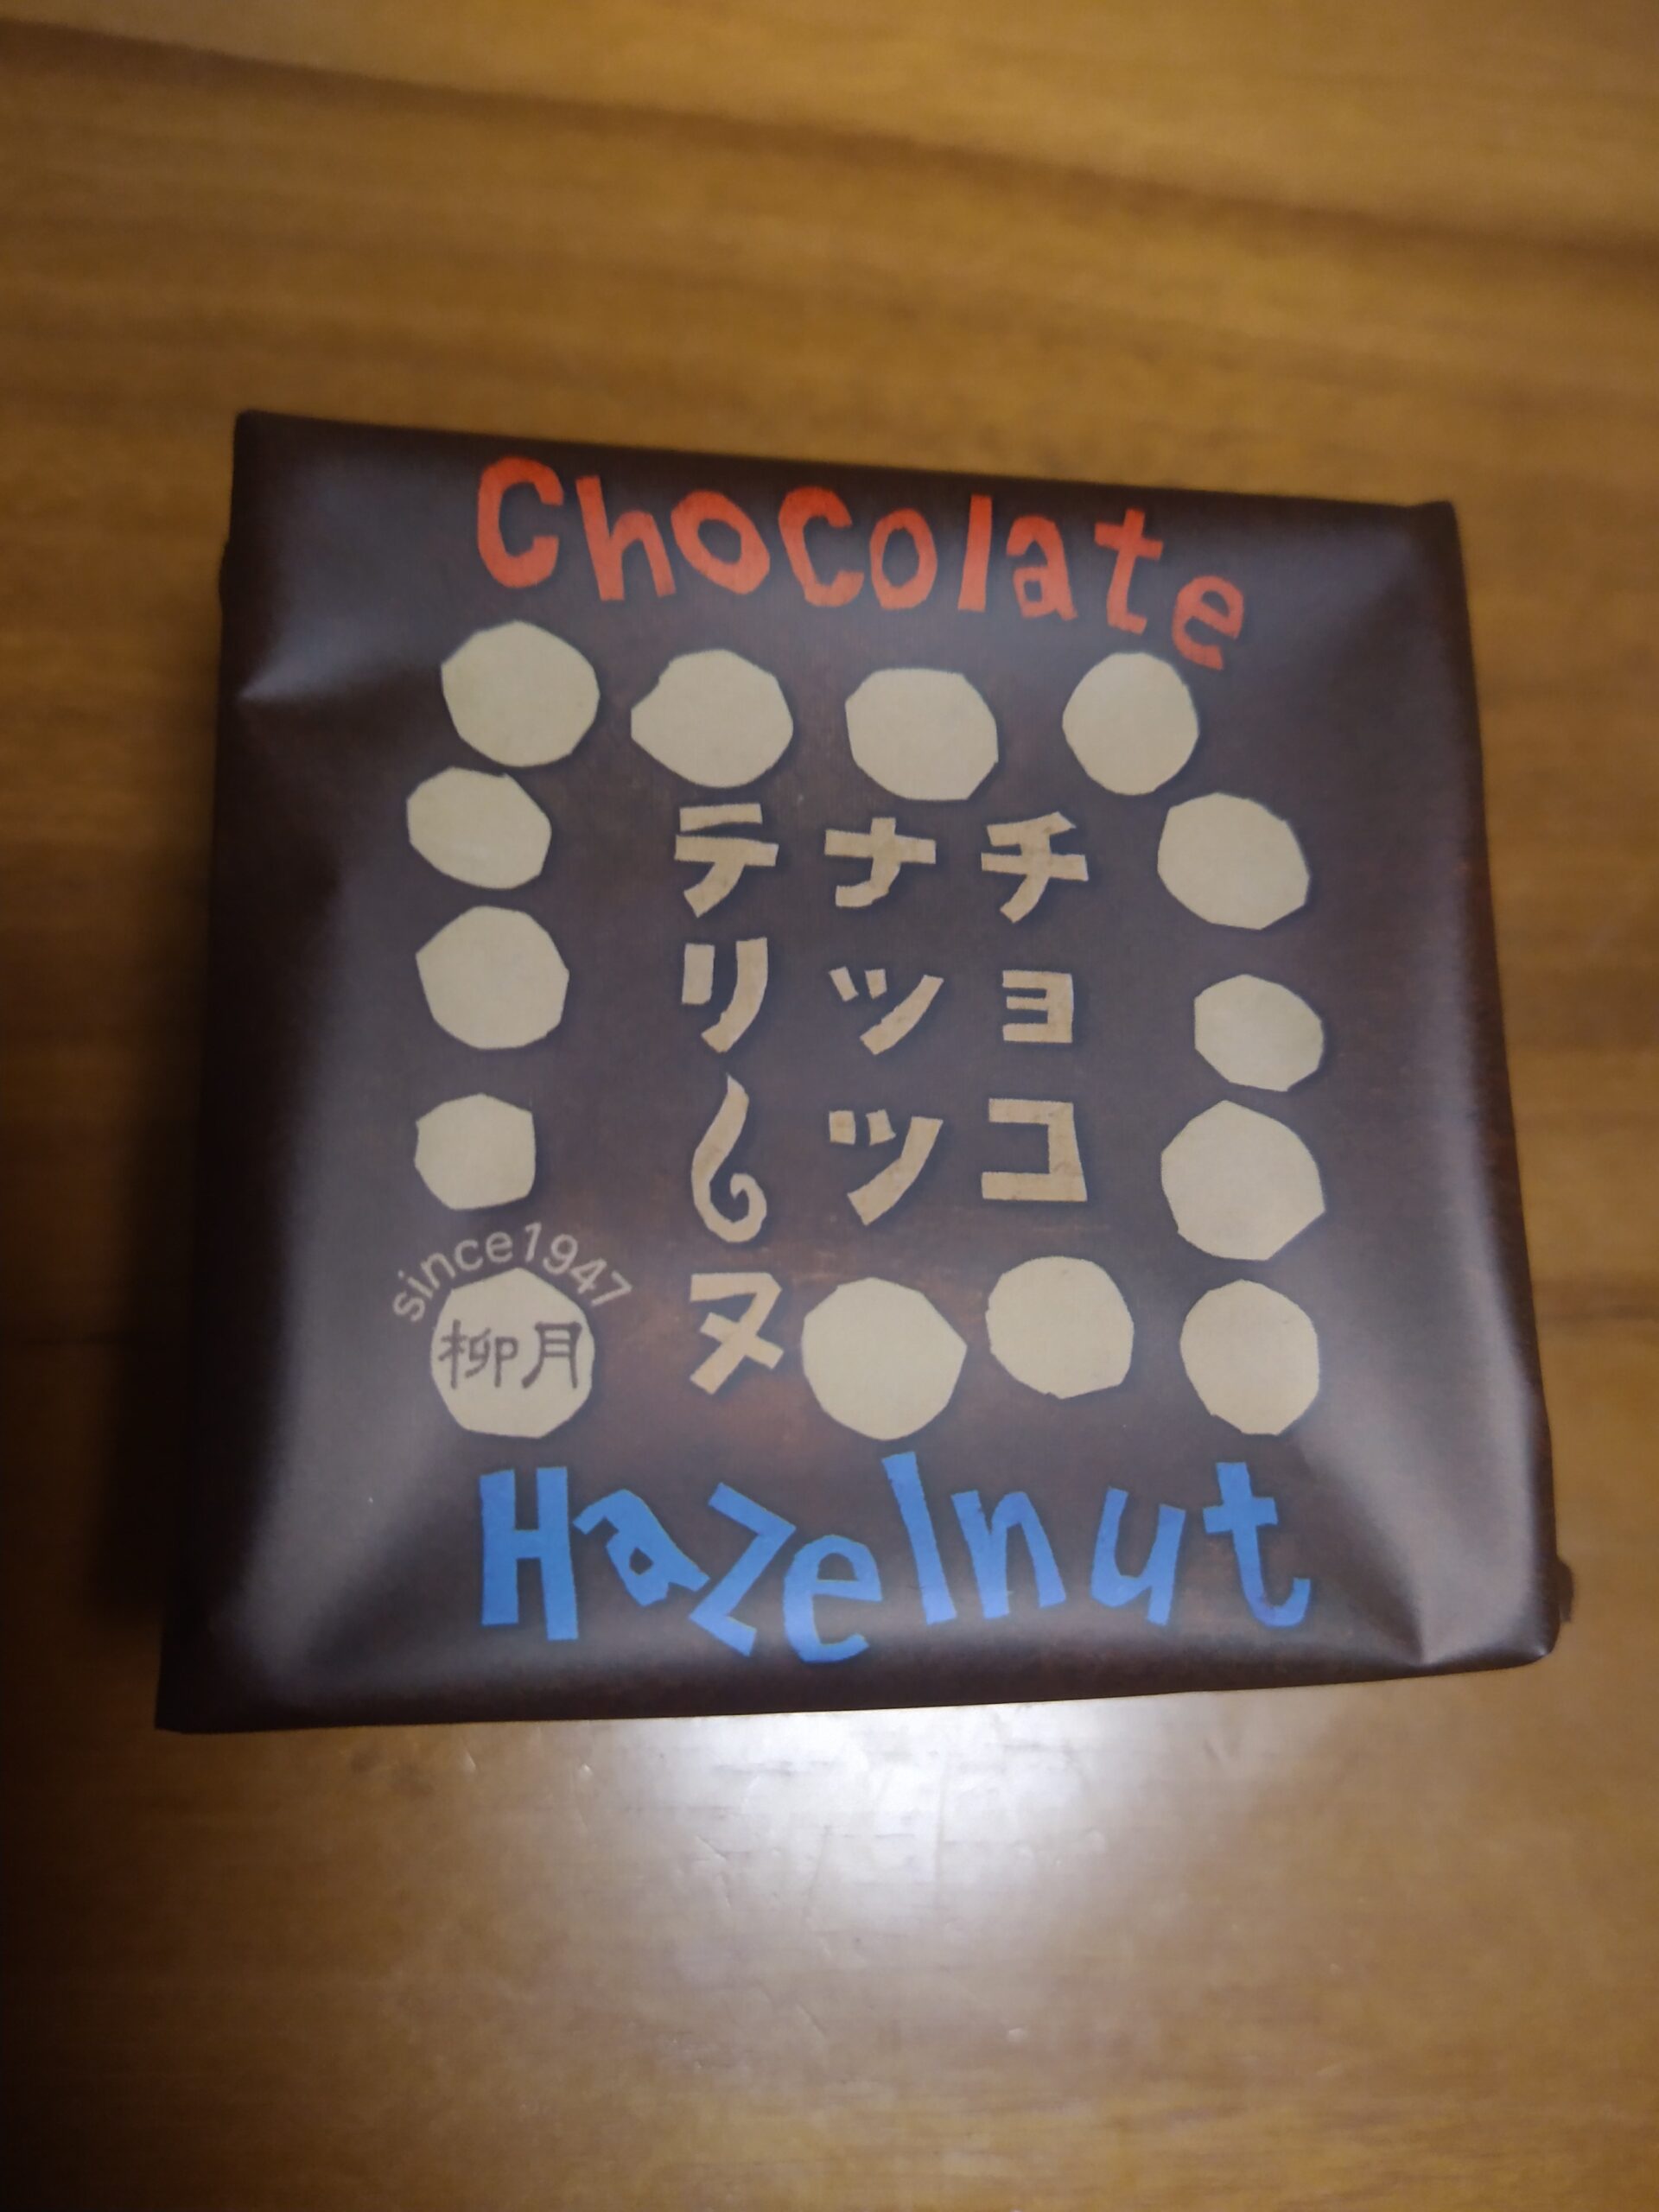 Chocolate
チョコ
ナッツ
テリーヌ
since1947
柳月
Hazelnut